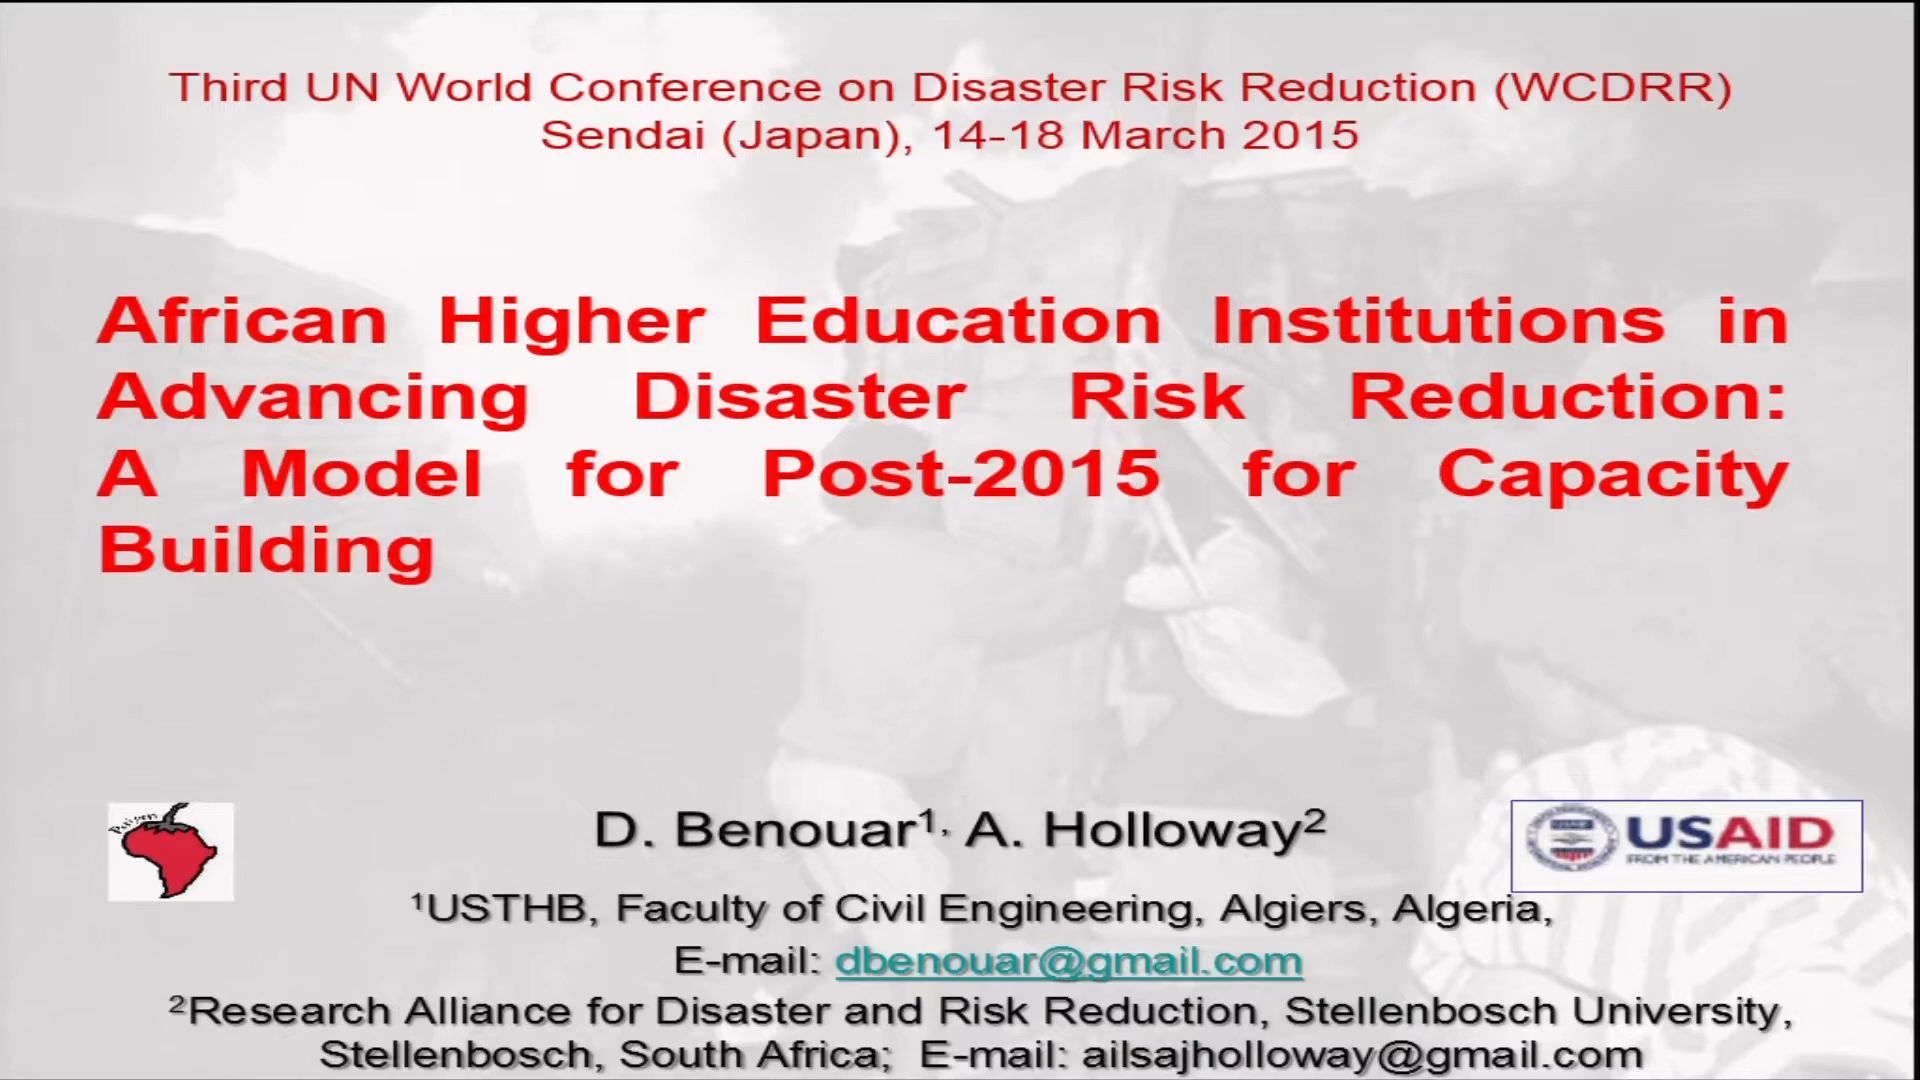 Third UN World Conference on Disaster Risk Reduction (WCDRR)
Sendai (Japan), 14-18 March 2015
African Higher Education Institutions in
Advancing Disaster Risk Reduction:
A Model for Post-2015 for Capacity
Building
D. Benouar¹, A. Holloway²
USAID
FROM THE AMERICAN PEOPLE
¹USTHB, Faculty of Civil Engineering, Algiers, Algeria,
E-mail: dbenouar@gmail.com
²Research Alliance for Disaster and Risk Reduction, Stellenbosch University,
Stellenbosch, South Africa; E-mail: ailsajholloway@gmail.com